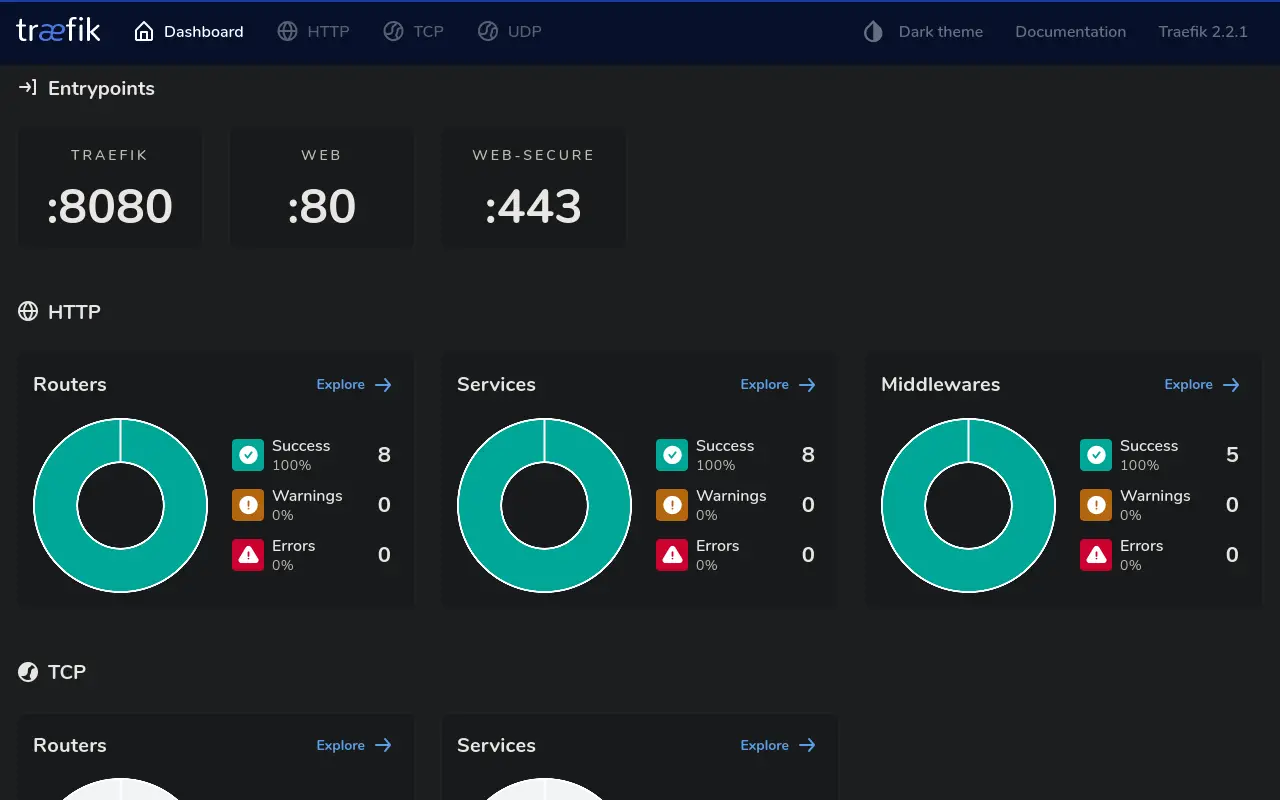 træfik Dashboard HTTP TCP UDP Dark theme Documentation Traefik 2.2.1
Entrypoints
TRAEFIK WEB WEB-SECURE
:8080 :80 :443
HTTP
Routers Explore
Success 8
100%
Warnings 0
0%
Errors 0
0%
Services Explore
Success 8
100%
Warnings 0
0%
Errors 0
0%
Middlewares Explore
Success 5
100%
Warnings 0
0%
Errors 0
0%
TCP
Routers Explore
Services Explore